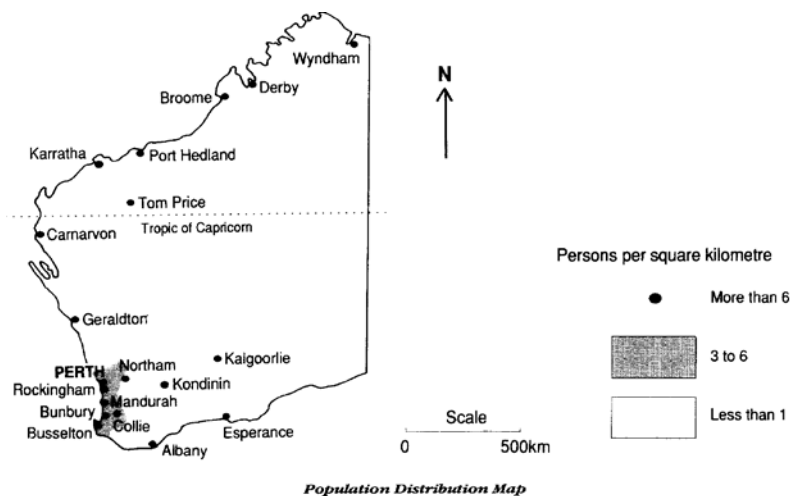 Wyndham
N
Derby
Broome
Port Hedland
Karratha
Tom Price
Tropic of Capricorn
Carnarvon
Persons per square kilometre
More than 6
Geraldton
3 to 6
Kalgoorlie
PERTH
Northam
Rockingham
Kondinin
Mandurah
Bunbury
Collie
Busselton
Esperance
Albany
Scale
0 500km
Less than 1
Population Distribution Map